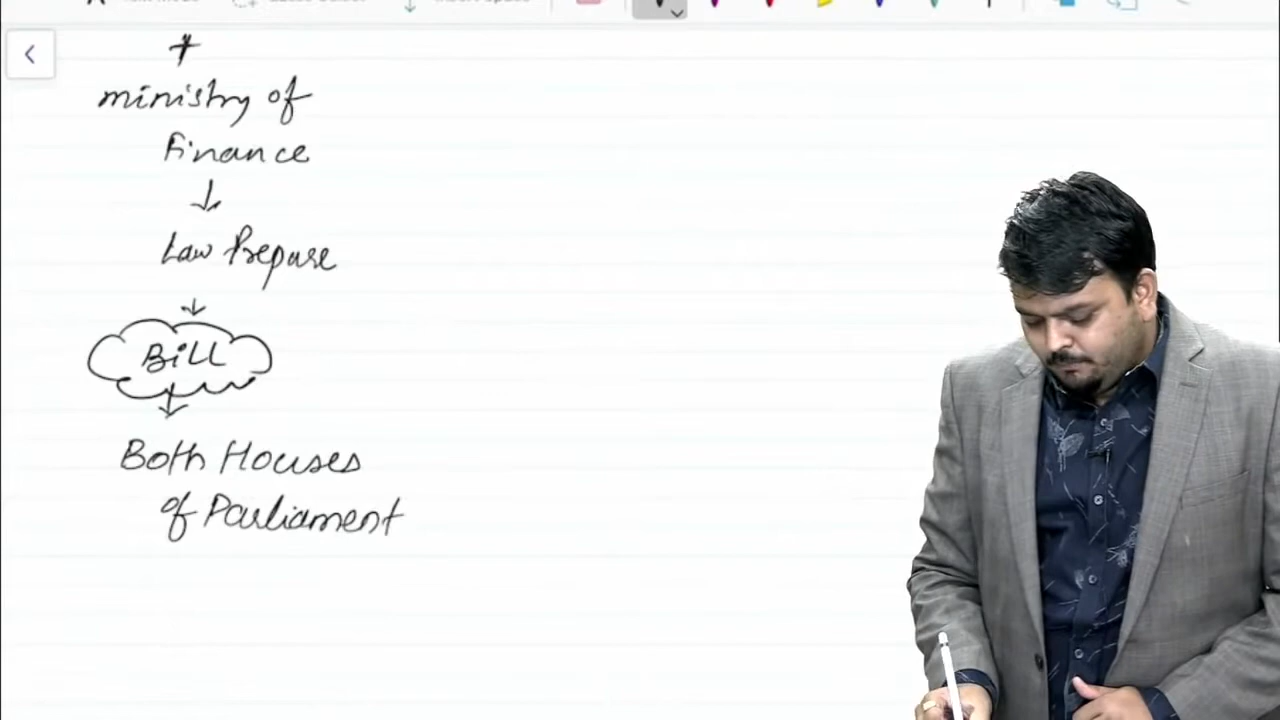 +
ministry of
Finance
↓
Law Prepare
↓
Bill
↓
Both Houses
of Parliament